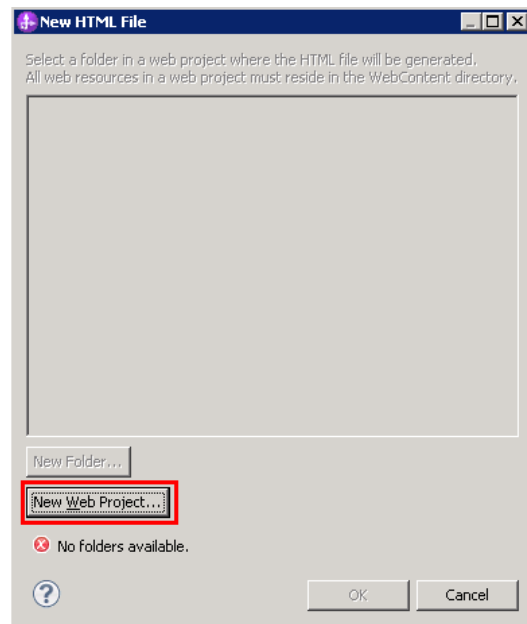 New HTML File
Select a folder in a web project where the HTML file will be generated.
All web resources in a web project must reside in the WebContent directory.
New Folder...
New Web Project...
No folders available.
OK Cancel